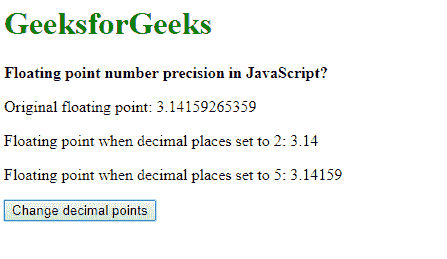 GeeksforGeeks
Floating point number precision in JavaScript?
Original floating point: 3.14159265359
Floating point when decimal places set to 2: 3.14
Floating point when decimal places set to 5: 3.14159
Change decimal points